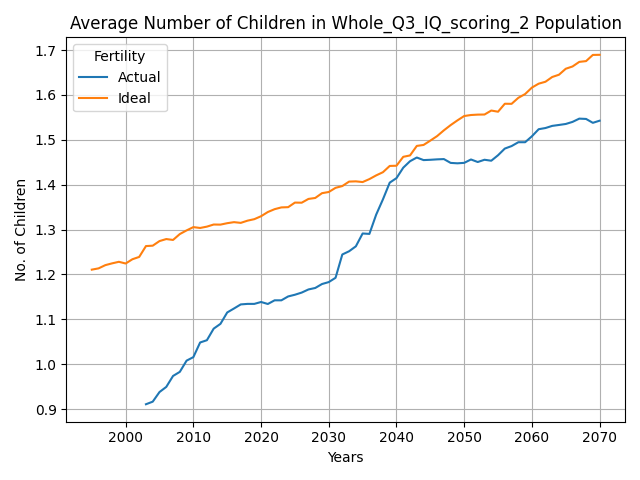 Average Number of Children in Whole_Q3_IQ_scoring_2 Population
Fertility
Actual
Ideal
No. of Children
1.7
1.6
1.5
1.4
1.3
1.2
1.1
1.0
0.9
2000 2010 2020 2030 2040 2050 2060 2070
Years